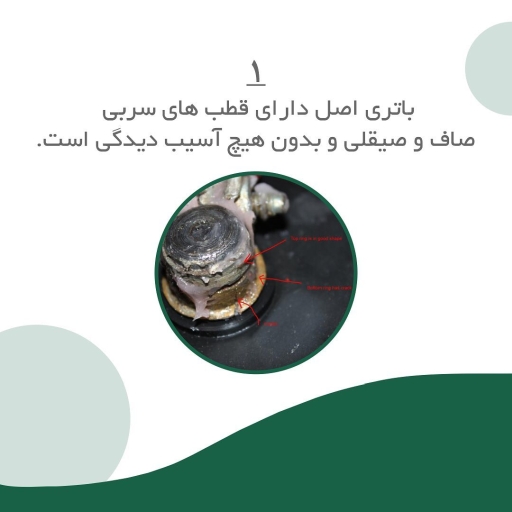 ۱
باتری اصل دارای قطب های سربی
صاف و صیقلی و بدون هیچ آسیب دیدگی است.